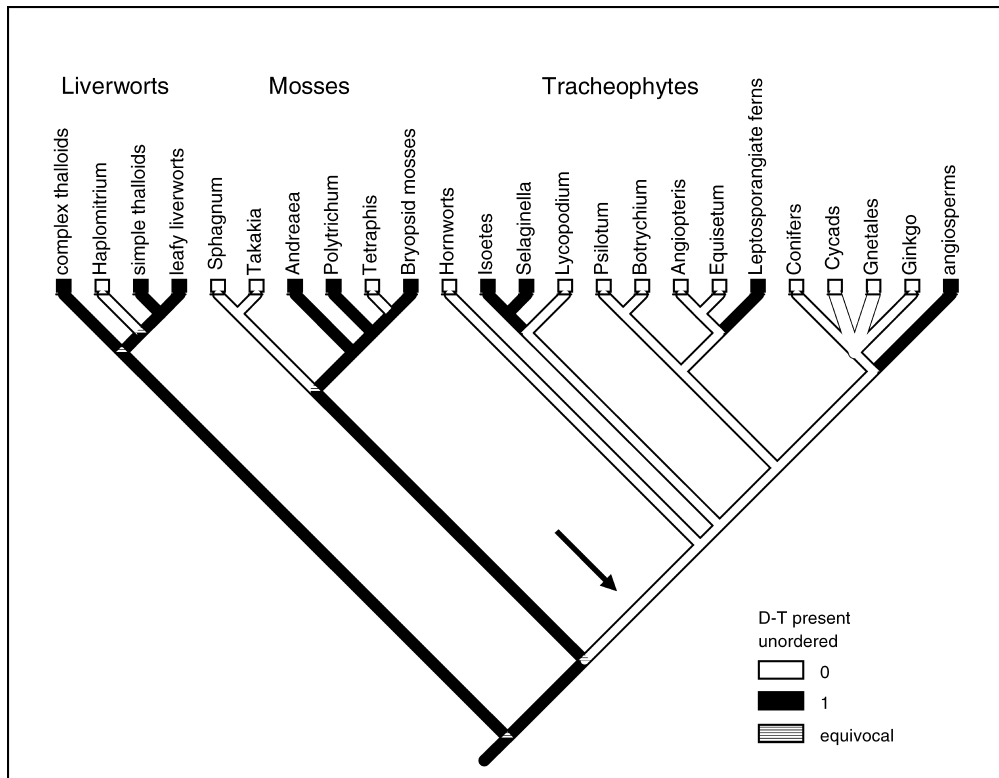 Liverworts
Mosses
Tracheophytes
complex thalloids
Haplomitrium
simple thalloids
leafy liverworts
Sphagnum
Takakia
Andreaea
Polytrichum
Tetraphis
Bryopsid mosses
Hornworts
Isoetes
Selaginella
Lycopodium
Psilotum
Botrychium
Angiopteris
Equisetum
Leptosporangiate ferns
Conifers
Cycads
Gnetales
Ginkgo
angiosperms
D-T present
unordered
0
1
equivocal